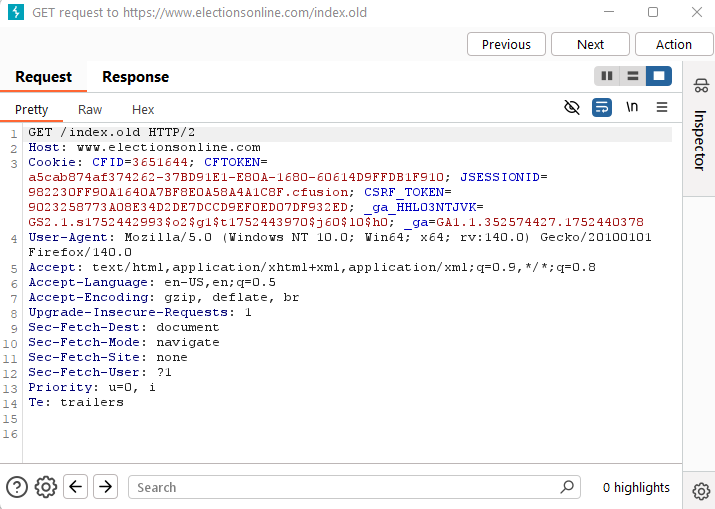 GET request to https://www.electionsonline.com/index.old
Previous Next Action
Request Response
Pretty Raw Hex \n
1 GET /index.old HTTP/2
2 Host: www.electionsonline.com
3 Cookie: CFID=3651644; CFTOKEN=
a5cab874af374262-37BD91E1-E80A-1680-60614D9FFDB1F910; JSESSIONID=
982230FF90A1640A7BF8E0A58A4A1C8F.cfusion; CSRF_TOKEN=
9023258773A08E34D2DE7DCCD9EF0ED07DF932ED; _ga_HHL03NTJVK=
GS2.1.s1752442993$o2$g1$t1752443970$j60$l0$h0; _ga=GA1.1.352574427.1752440378
4 User-Agent: Mozilla/5.0 (Windows NT 10.0; Win64; x64; rv:140.0) Gecko/20100101
Firefox/140.0
5 Accept: text/html,application/xhtml+xml,application/xml;q=0.9,*/*;q=0.8
6 Accept-Language: en-US,en;q=0.5
7 Accept-Encoding: gzip, deflate, br
8 Upgrade-Insecure-Requests: 1
9 Sec-Fetch-Dest: document
10 Sec-Fetch-Mode: navigate
11 Sec-Fetch-Site: none
12 Sec-Fetch-User: ?1
13 Priority: u=0, i
14 Te: trailers
15
16
Inspector
Search
0 highlights